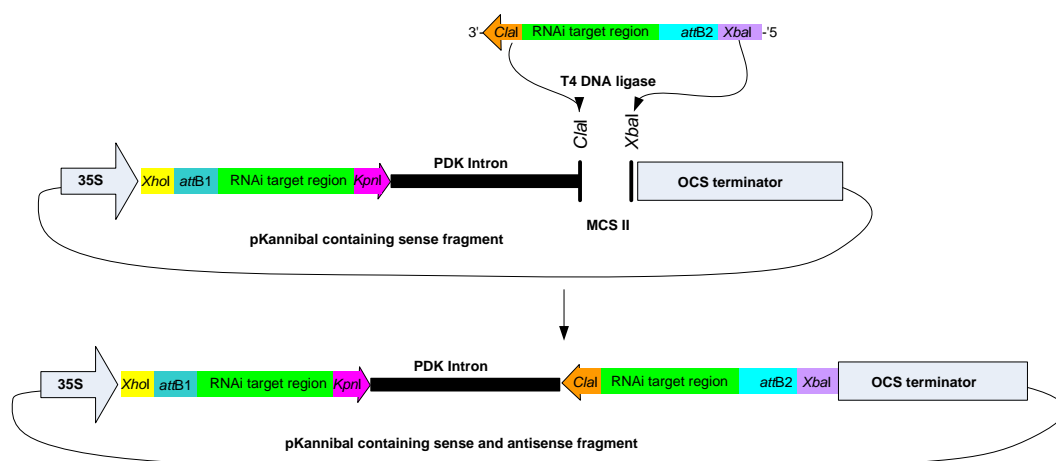 3'- ClaI RNAi target region attB2 XbaI -'5
T4 DNA ligase
ClaI XbaI
PDK Intron
35S XhoI attB1 RNAi target region KpnI OCS terminator
MCS II
pKannibal containing sense fragment
PDK Intron
35S XhoI attB1 RNAi target region KpnI ClaI RNAi target region attB2 XbaI OCS terminator
pKannibal containing sense and antisense fragment